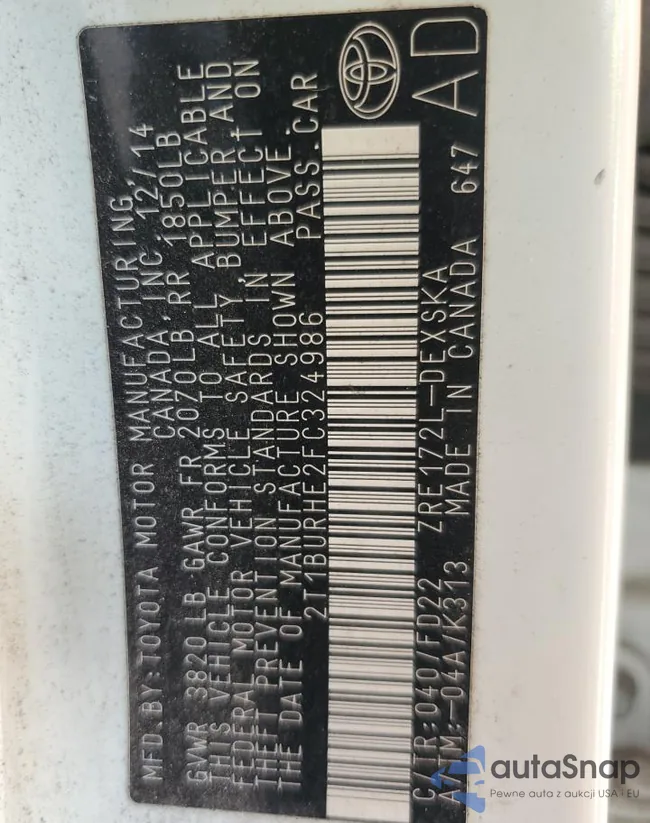 MFD.BY:TOYOTA MOTOR MANUFACTURING
CANADA INC. 12/14
GVWR 3820LB GAWR FR 2070LB RR 1850LB
THIS VEHICLE CONFORMS TO ALL APPLICABLE
FEDERAL MOTOR VEHICLE SAFETY BUMPER AND
THEFT PREVENTION STANDARDS IN EFFECT ON
THE DATE OF MANUFACTURE SHOWN ABOVE.
2T1BURHE2FC324986 PASS.CAR
C/TR:040/FD22 ZRE172L-DEXSKA
A/TM:-04A/K313 MADE IN CANADA 647
AD
autaSnap
Pewne auta z aukcji USA i EU